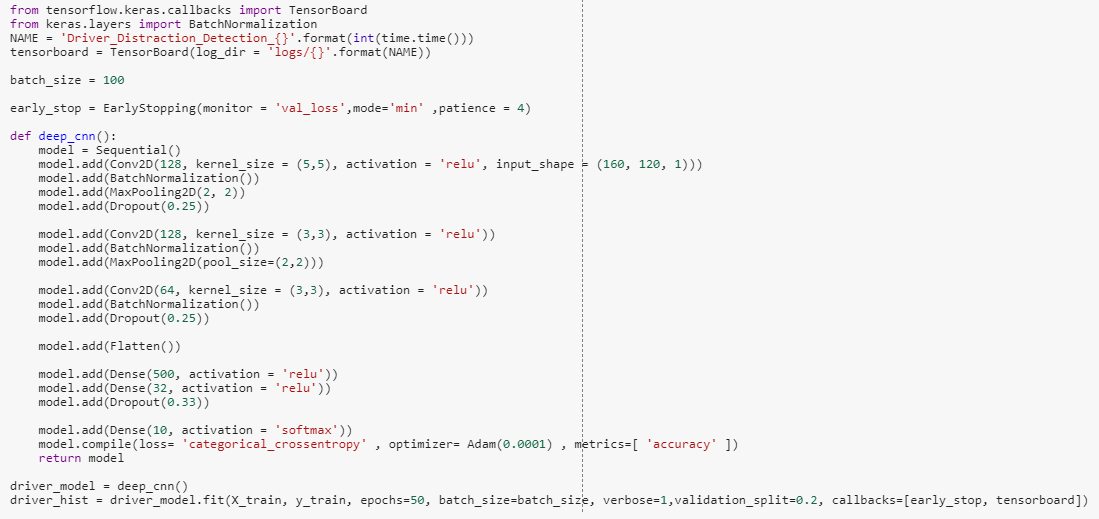 from tensorflow.keras.callbacks import TensorBoard
from keras.layers import BatchNormalization
NAME = 'Driver_Distraction_Detection_{}'.format(int(time.time()))
tensorboard = TensorBoard(log_dir = 'logs/{}'.format(NAME))

batch_size = 100

early_stop = EarlyStopping(monitor = 'val_loss',mode='min' ,patience = 4)

def deep_cnn():
    model = Sequential()
    model.add(Conv2D(128, kernel_size = (5,5), activation = 'relu', input_shape = (160, 120, 1)))
    model.add(BatchNormalization())
    model.add(MaxPooling2D(2, 2))
    model.add(Dropout(0.25))

    model.add(Conv2D(128, kernel_size = (3,3), activation = 'relu'))
    model.add(BatchNormalization())
    model.add(MaxPooling2D(pool_size=(2,2)))

    model.add(Conv2D(64, kernel_size = (3,3), activation = 'relu'))
    model.add(BatchNormalization())
    model.add(Dropout(0.25))

    model.add(Flatten())

    model.add(Dense(500, activation = 'relu'))
    model.add(Dense(32, activation = 'relu'))
    model.add(Dropout(0.33))

    model.add(Dense(10, activation = 'softmax'))
    model.compile(loss= 'categorical_crossentropy' , optimizer= Adam(0.0001) , metrics=[ 'accuracy' ])
    return model

driver_model = deep_cnn()
driver_hist = driver_model.fit(X_train, y_train, epochs=50, batch_size=batch_size, verbose=1,validation_split=0.2, callbacks=[early_stop, tensorboard])